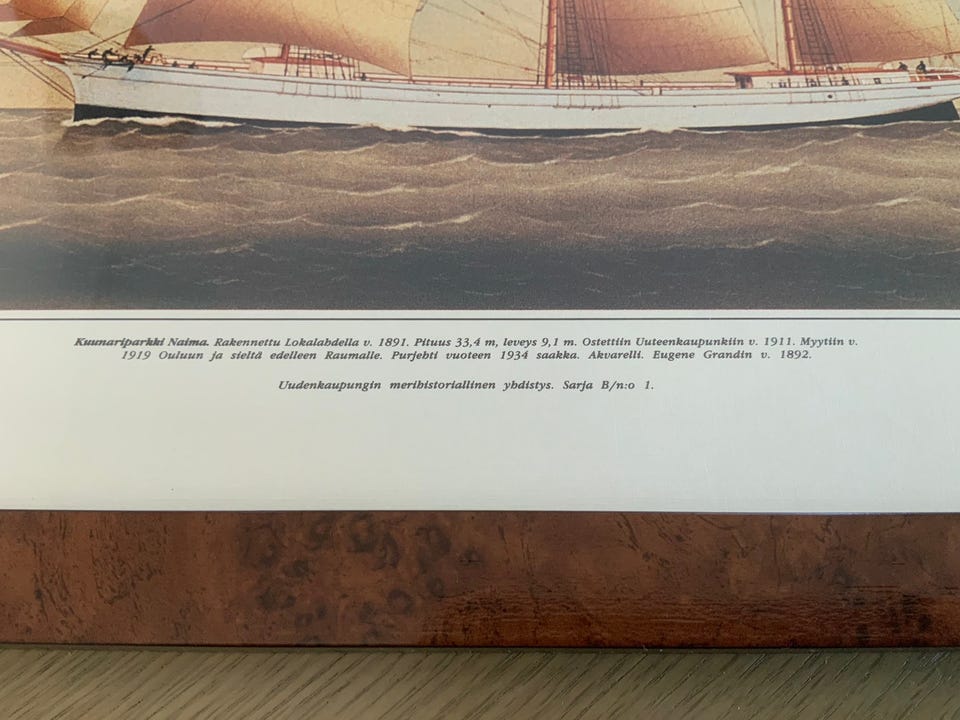 Kuunariparkki Naima. Rakennettu Lokalahdella v. 1891. Pituus 33,4 m, leveys 9,1 m. Ostettiin Uuteenkaupunkiin v. 1911. Myytiin v.
1919 Ouluun ja sieltä edelleen Raumalle. Purjehti vuoteen 1934 saakka. Akvarelli. Eugene Grandin v. 1892.
Uudenkaupungin merihistoriallinen yhdistys. Sarja B/n:o 1.